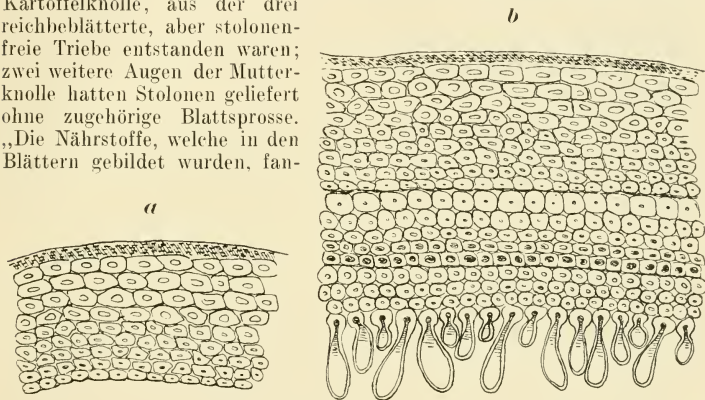 Kartoffelknolle, aus der drei
reichbeblätterte, aber stolonen-
freie Triebe entstanden waren;
zwei weitere Augen der Mutter-
knolle hatten Stolonen geliefert
ohne zugehörige Blattsprosse.
„Die Nährstoffe, welche in den
Blättern gebildet wurden, fan-
a
b